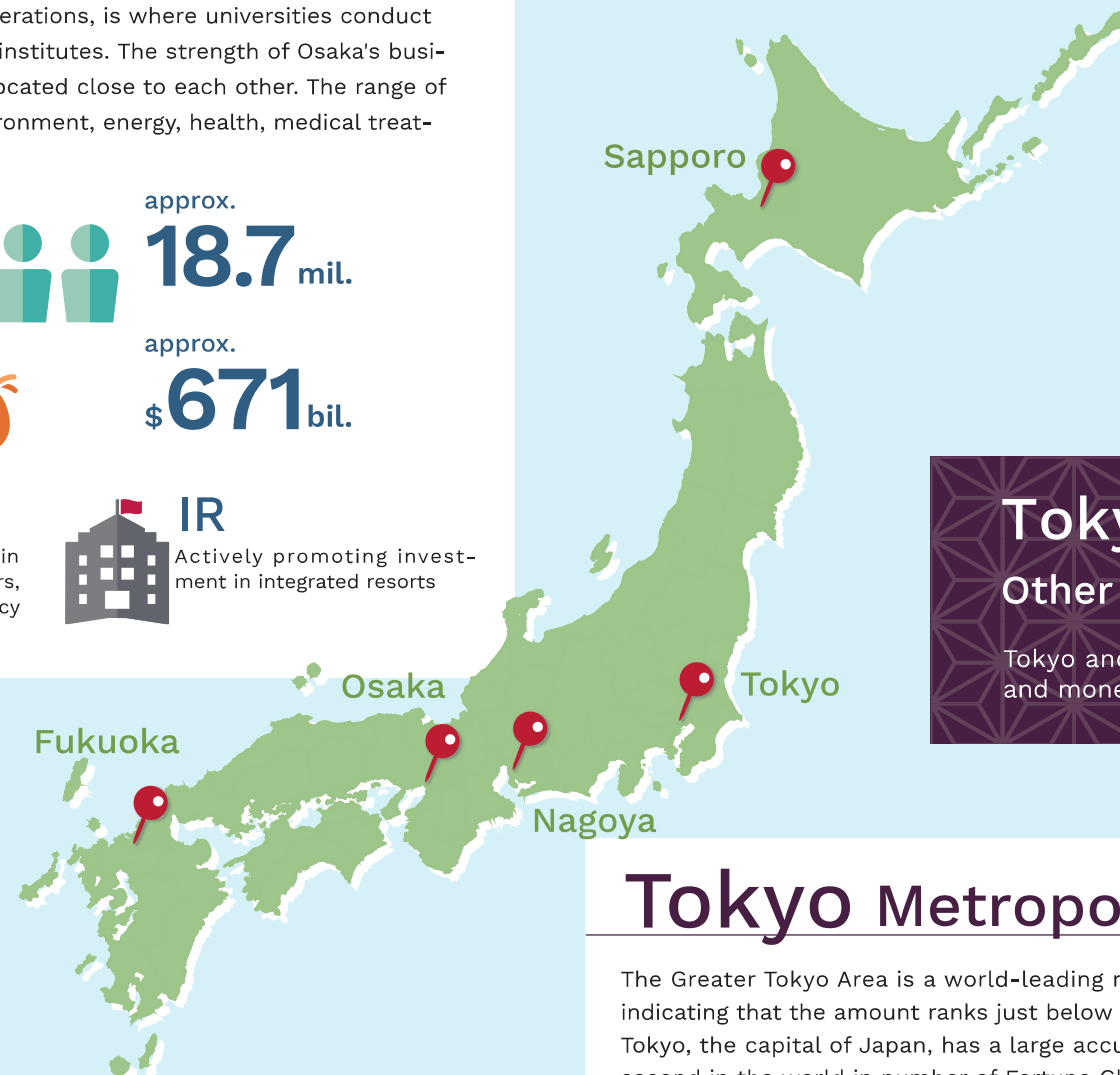 erations, is where universities conduct
institutes. The strength of Osaka's busi-
ocated close to each other. The range of
ronment, energy, health, medical treat-
approx.
18.7 mil.
approx.
$671 bil.
IR
Actively promoting invest-
ment in integrated resorts
in
rs,
cy
Sapporo
Osaka
Tokyo
Fukuoka
Nagoya
Toky
Other
Tokyo and
and mone
Tokyo Metropo
The Greater Tokyo Area is a world-leading
indicating that the amount ranks just below
Tokyo, the capital of Japan, has a large accu